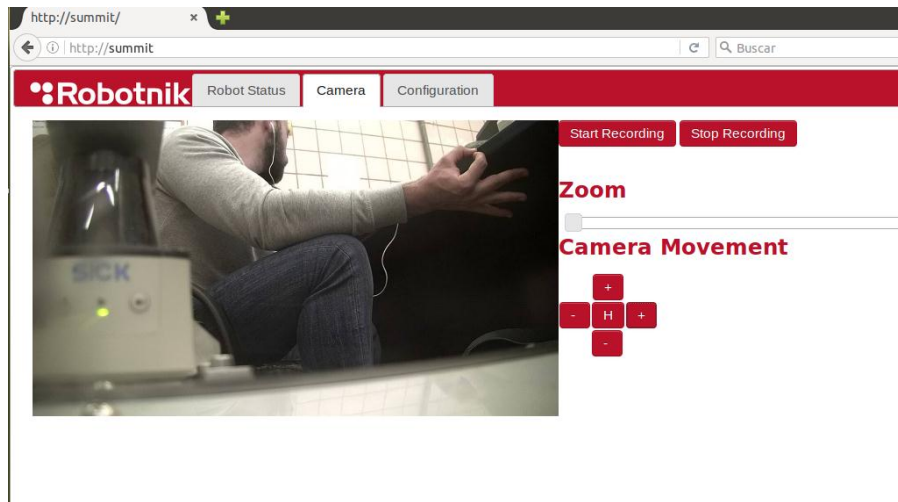 http://summit/
http://summit
Buscar
Robotnik
Robot Status
Camera
Configuration
Start Recording
Stop Recording
Zoom
Camera Movement
+
- H +
-
SICK